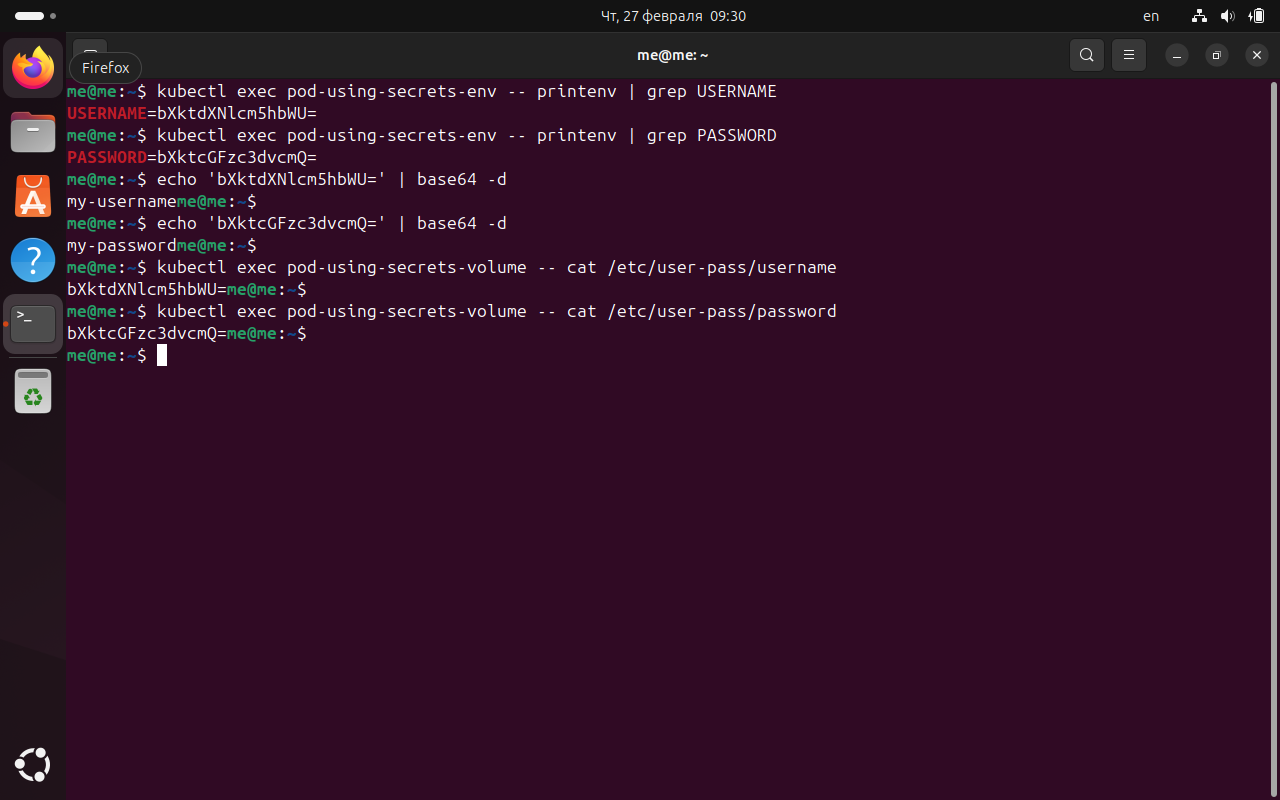 Чт, 27 февраля 09:30
en
me@me: ~
Firefox
me@me:~$ kubectl exec pod-using-secrets-env -- printenv | grep USERNAME
USERNAME=bXktdXNlcm5hbWU=
me@me:~$ kubectl exec pod-using-secrets-env -- printenv | grep PASSWORD
PASSWORD=bXktcGFzc3dvcmQ=
me@me:~$ echo 'bXktdXNlcm5hbWU=' | base64 -d
my-usernameme@me:~$
me@me:~$ echo 'bXktcGFzc3dvcmQ=' | base64 -d
my-passwordme@me:~$
me@me:~$ kubectl exec pod-using-secrets-volume -- cat /etc/user-pass/username
bXktdXNlcm5hbWU=me@me:~$
me@me:~$ kubectl exec pod-using-secrets-volume -- cat /etc/user-pass/password
bXktcGFzc3dvcmQ=me@me:~$
me@me:~$